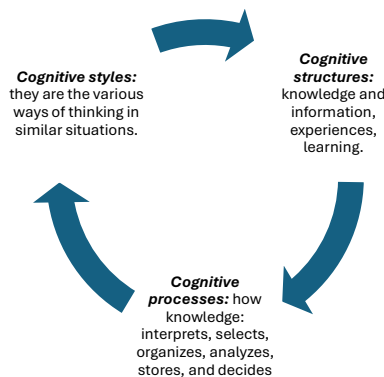 Cognitive styles:
they are the various
ways of thinking in
similar situations.
Cognitive
structures:
knowledge and
information,
experiences,
learning.
Cognitive
processes: how
knowledge:
interprets, selects,
organizes, analyzes,
stores, and decides